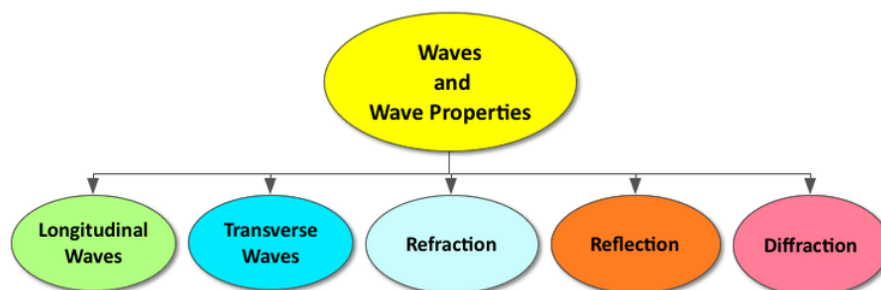 Waves
and
Wave Properties
Longitudinal
Waves
Transverse
Waves
Refraction
Reflection
Diffraction